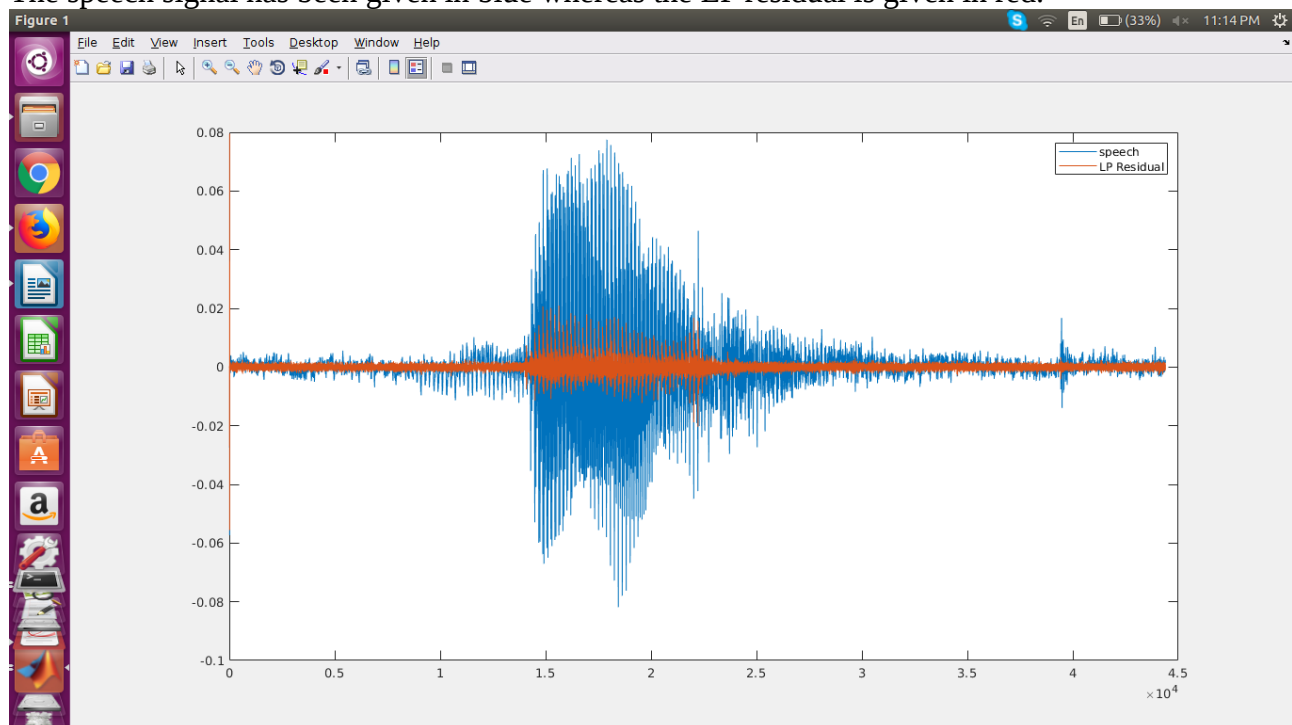 The speech signal has been given in blue whereas the LP residual is given in red.
Figure 1
S En (33%) 11:14 PM
File Edit View Insert Tools Desktop Window Help
0.08
0.06
0.04
0.02
0
-0.02
-0.04
-0.06
-0.08
-0.1
speech
LP Residual
0 0.5 1 1.5 2 2.5 3 3.5 4 4.5
×10^4